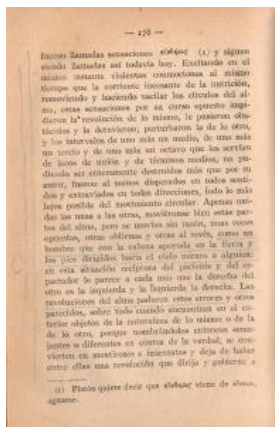 — 178 —
fueron llamadas sensaciones αἴσθησις (1) y siguen
siendo llamadas así todavía hoy. Excitando en el
mismo instante violentas conmociones al mismo
tiempo que la corriente incesante de la nutrición,
removiendo y haciendo vacilar los círculos del al-
ma, estas sensaciones por su curso opuesto impi-
dieron la revolución de lo mismo, le pusieron obs-
táculos y la detuvieron; perturbaron la de lo otro,
y los intervalos de uno más un medio, de uno más
un tercio y de uno más un octavo que les servían
de lazos de unión y de términos medios, no pu-
diendo ser enteramente destruidos más que por su
autor, fueron al menos dispersados en todos senti-
dos y extraviados en todas direcciones, todo lo más
lejos posible del movimiento circular. Apenas uni-
das las unas a las otras, moviéronse bien estas par-
tes del alma, pero se movían sin razón, unas veces
opuestas, otras oblicuas y otras al revés, como un
hombre que con la cabeza apoyada en la tierra y
los pies dirigidos hacia el cielo mirara a alguien:
en esta situación recíproca del paciente y del es-
pectador le parece a cada uno que la derecha del
otro es la izquierda y la izquierda la derecha. Las
revoluciones del alma padecen estos errores y otros
parecidos, sobre todo cuando encuentran en el ex-
terior objetos de la naturaleza de lo mismo o de la
de lo otro, porque nombrándolos entonces seme-
jantes o diferentes en contra de la verdad, se con-
vierten en mentirosas e insensatas y deja de haber
entre ellas una revolución que dirija y gobierne a
(1) Platón quiere decir que αἴσθησις viene de
agitarse.